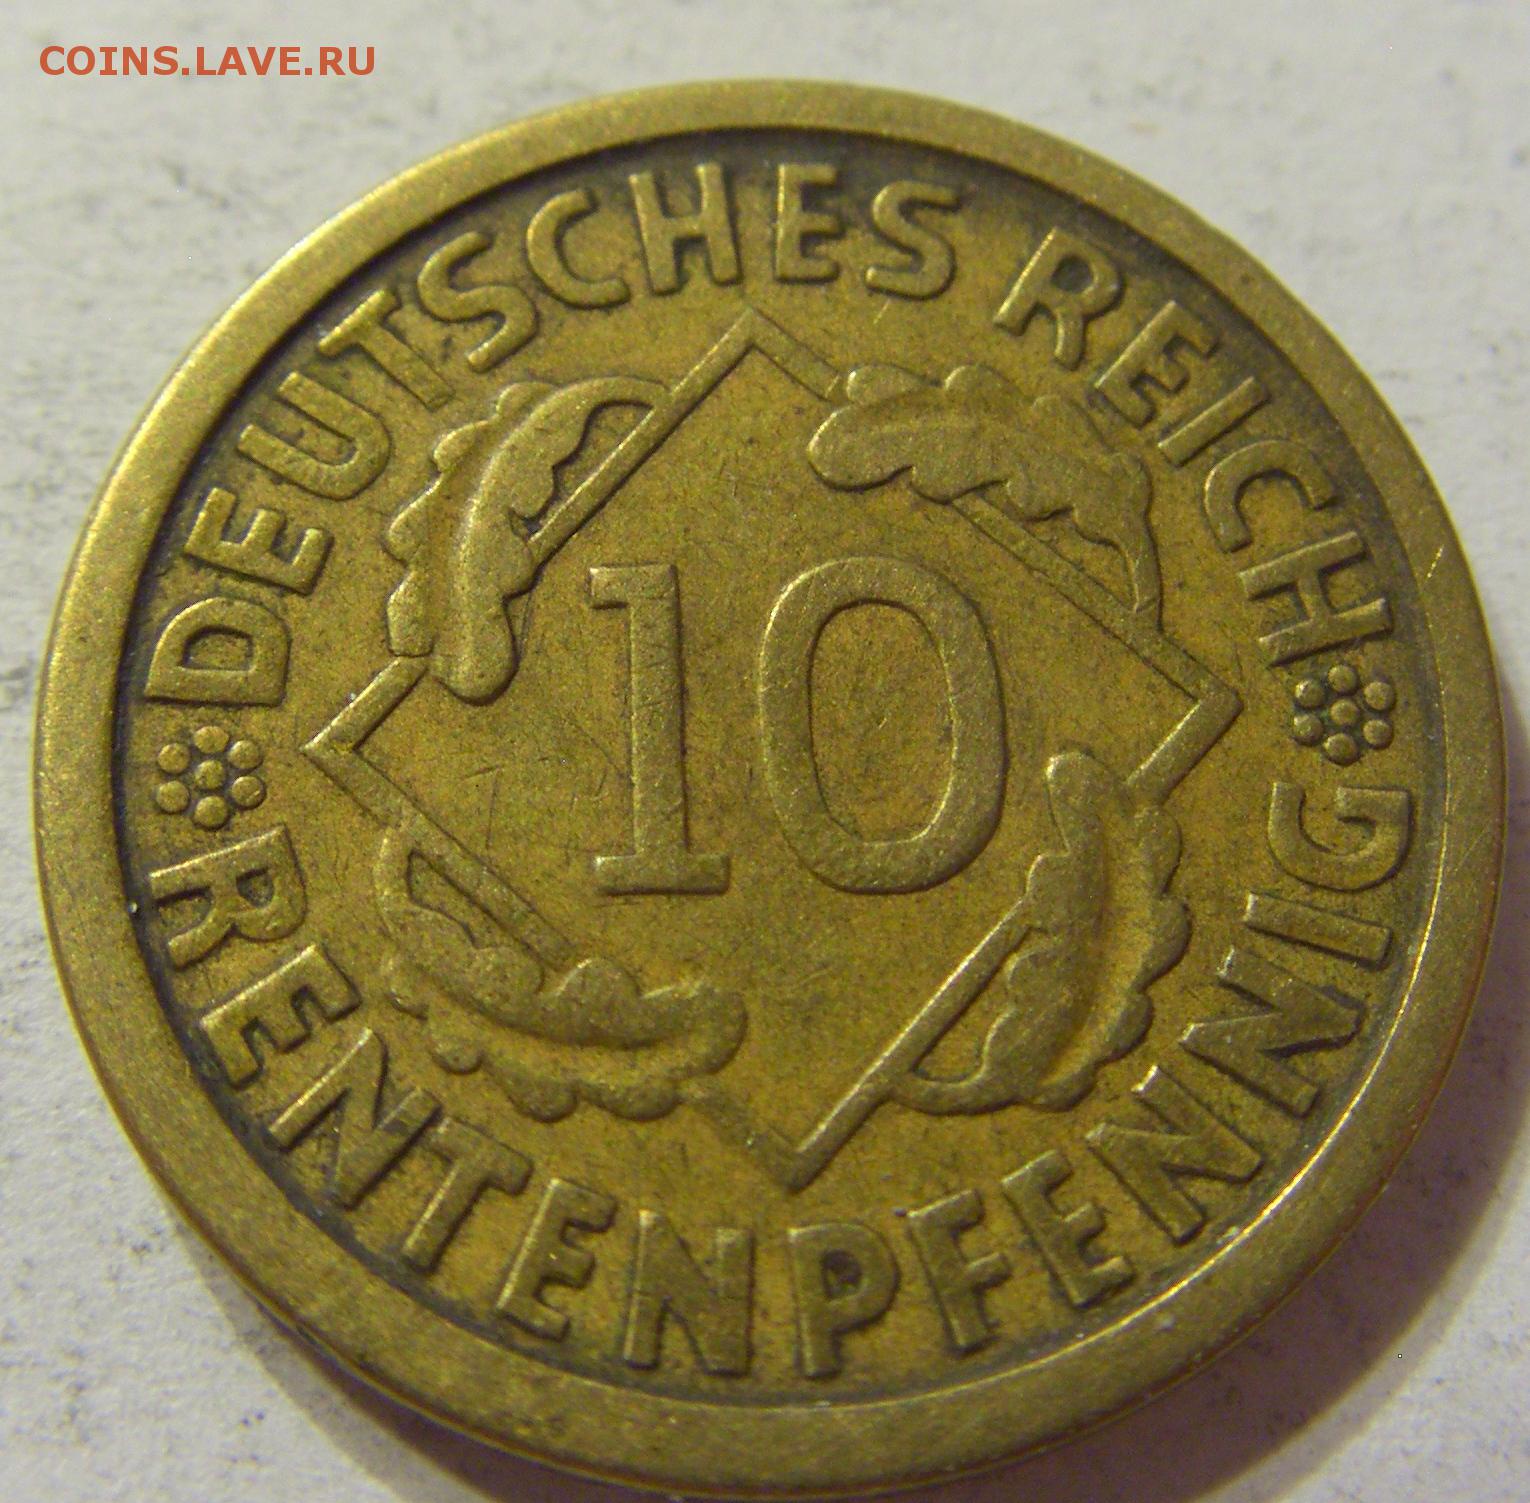 COINS.LAVE.RU
DEUTSCHES REICH
10
RENTENPFENNIG